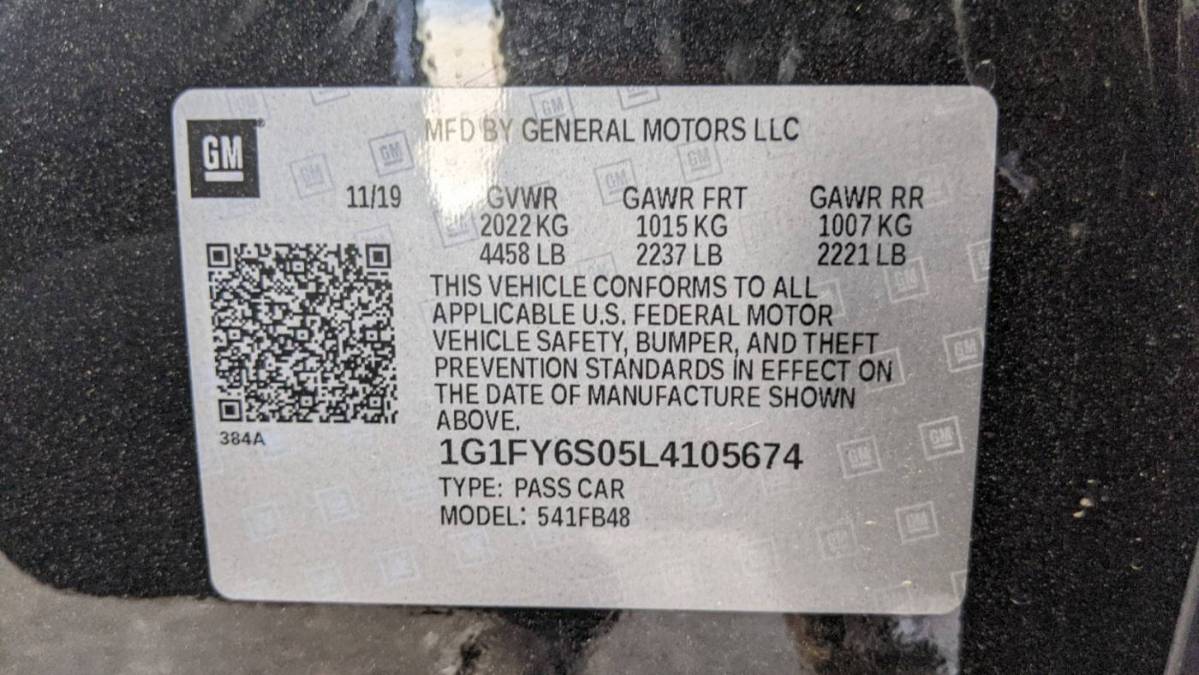 GM
MFD BY GENERAL MOTORS LLC
11/19
GVWR GAWR FRT GAWR RR
2022 KG 1015 KG 1007 KG
4458 LB 2237 LB 2221 LB
THIS VEHICLE CONFORMS TO ALL
APPLICABLE U.S. FEDERAL MOTOR
VEHICLE SAFETY, BUMPER, AND THEFT
PREVENTION STANDARDS IN EFFECT ON
THE DATE OF MANUFACTURE SHOWN
ABOVE.
384A
1G1FY6S05L4105674
TYPE: PASS CAR
MODEL: 541FB48